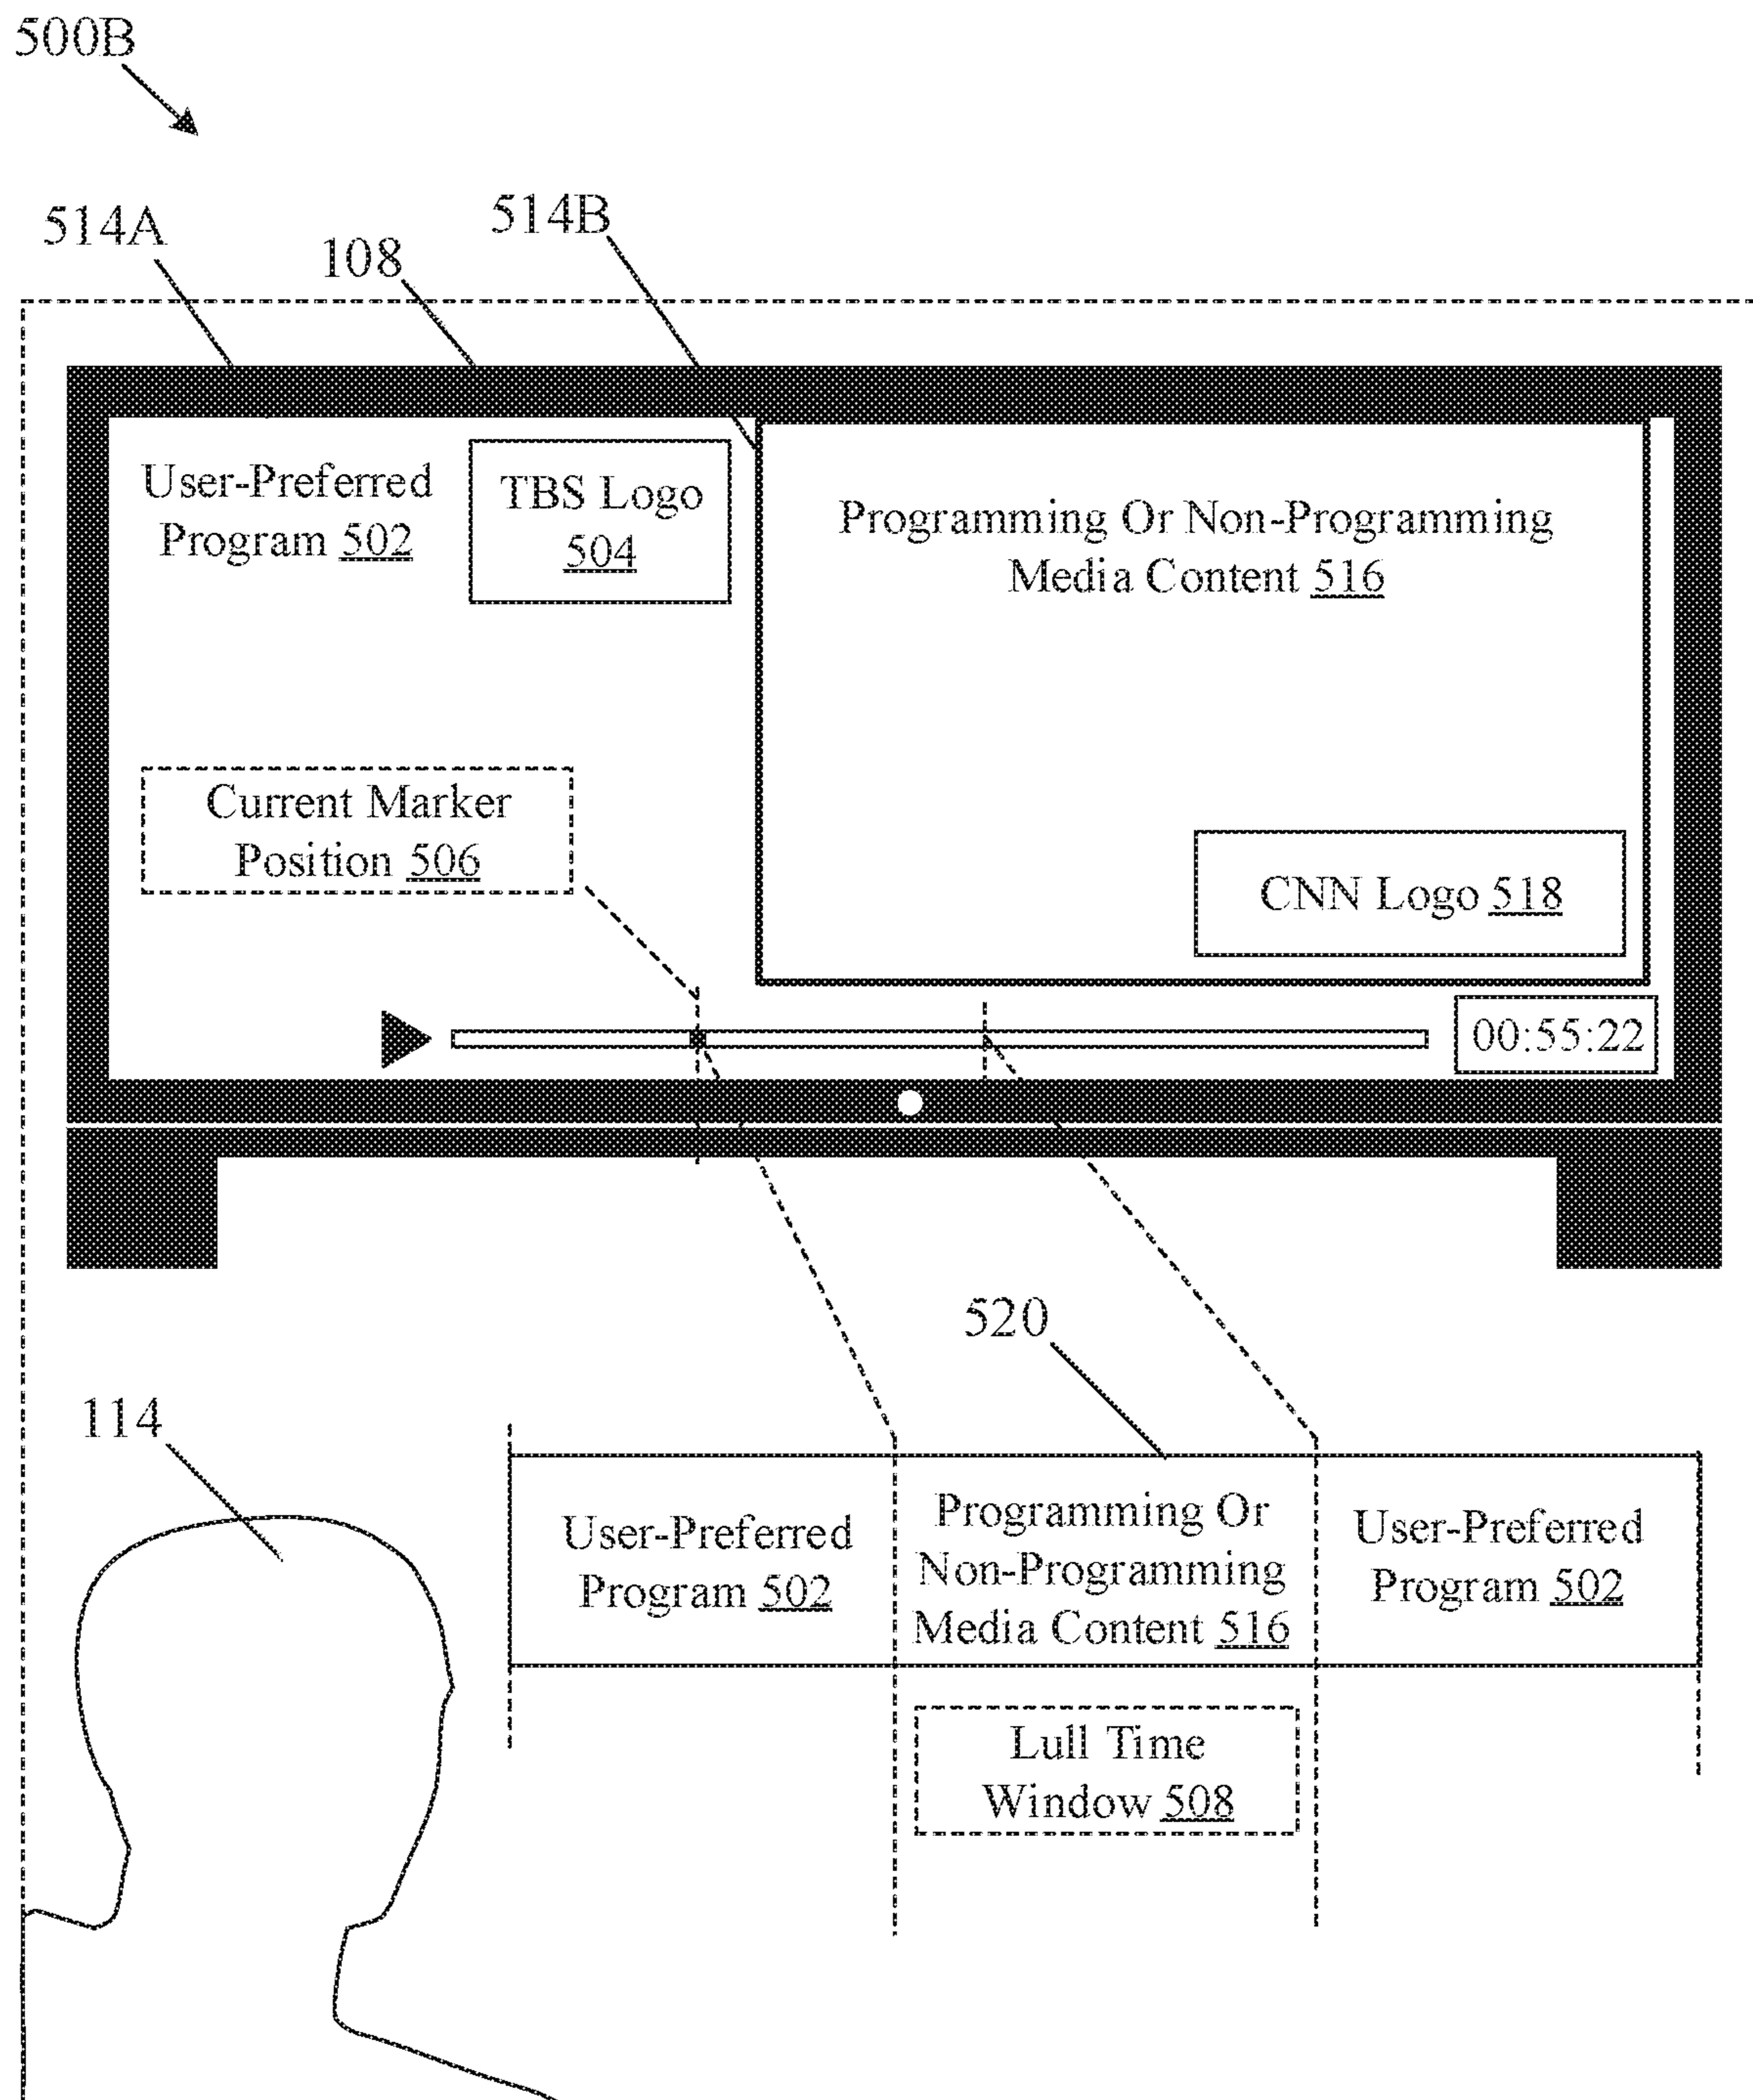 500B
514A
108
514B
User-Preferred
Program 502
TBS Logo
504
Programming Or Non-Programming
Media Content 516
Current Marker
Position 506
CNN Logo 518
00:55:22
520
114
User-Preferred
Program 502
Programming Or
Non-Programming
Media Content 516
User-Preferred
Program 502
Lull Time
Window 508